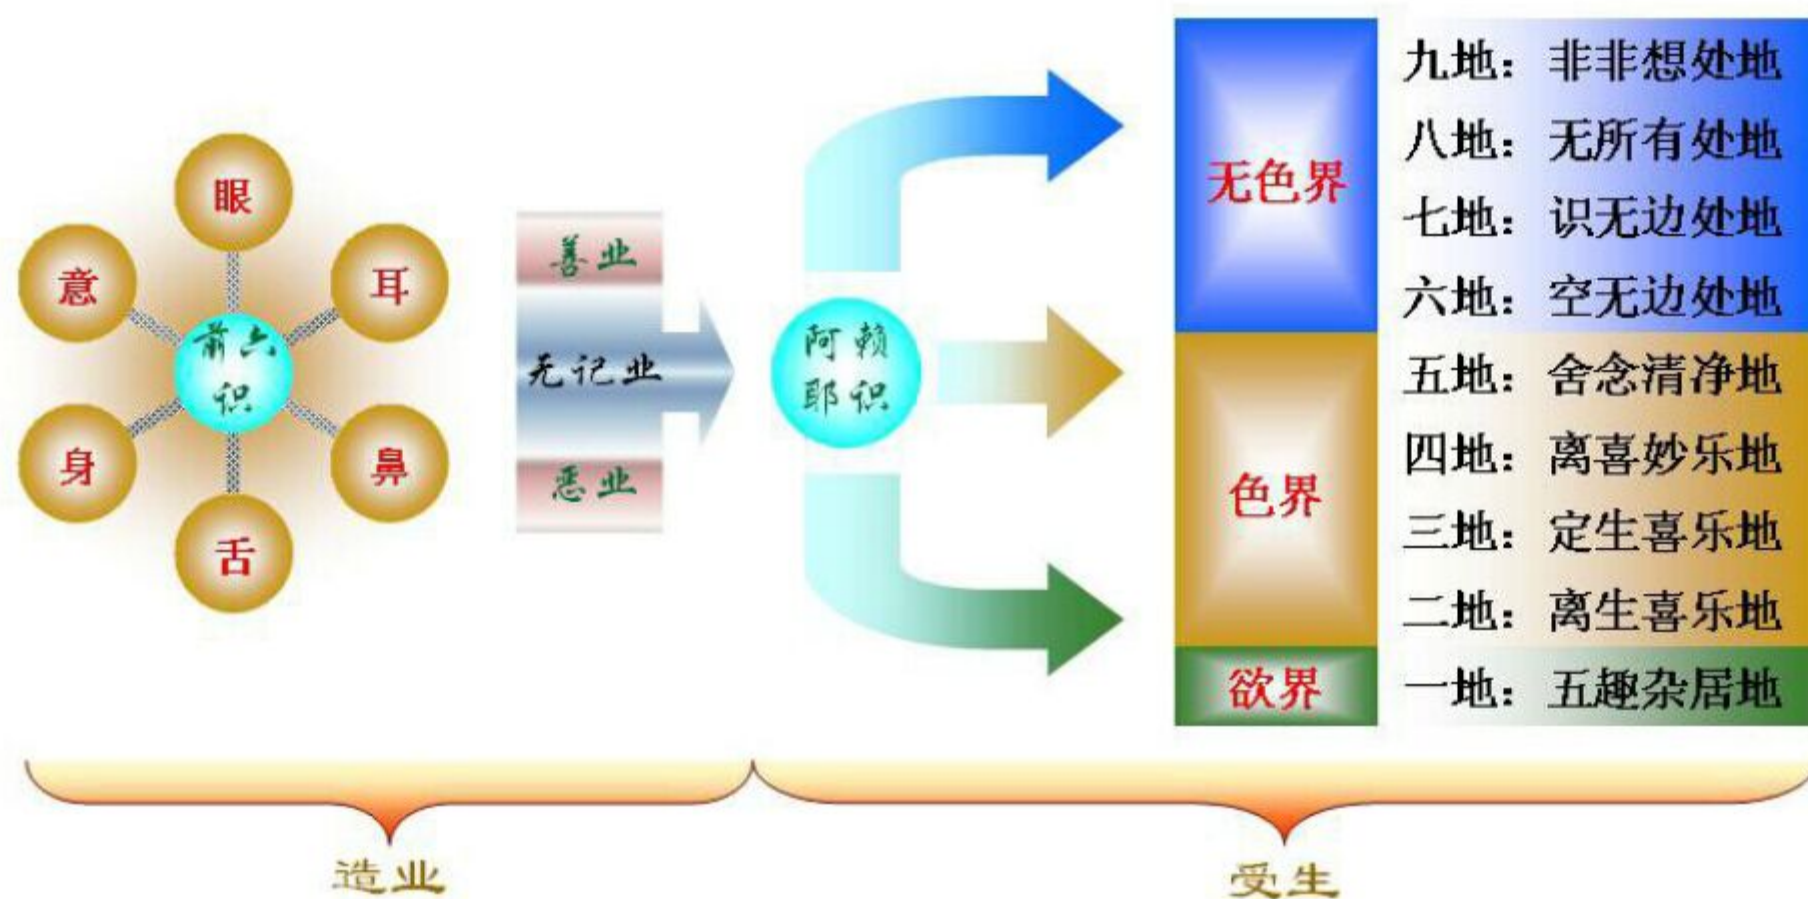 眼
耳
鼻
舌
身
意
前六
识
善业
无记业
恶业
阿赖
耶识
无色界
色界
欲界
九地：非非想处地
八地：无所有处地
七地：识无边处地
六地：空无边处地
五地：舍念清净地
四地：离喜妙乐地
三地：定生喜乐地
二地：离生喜乐地
一地：五趣杂居地
造业
受生